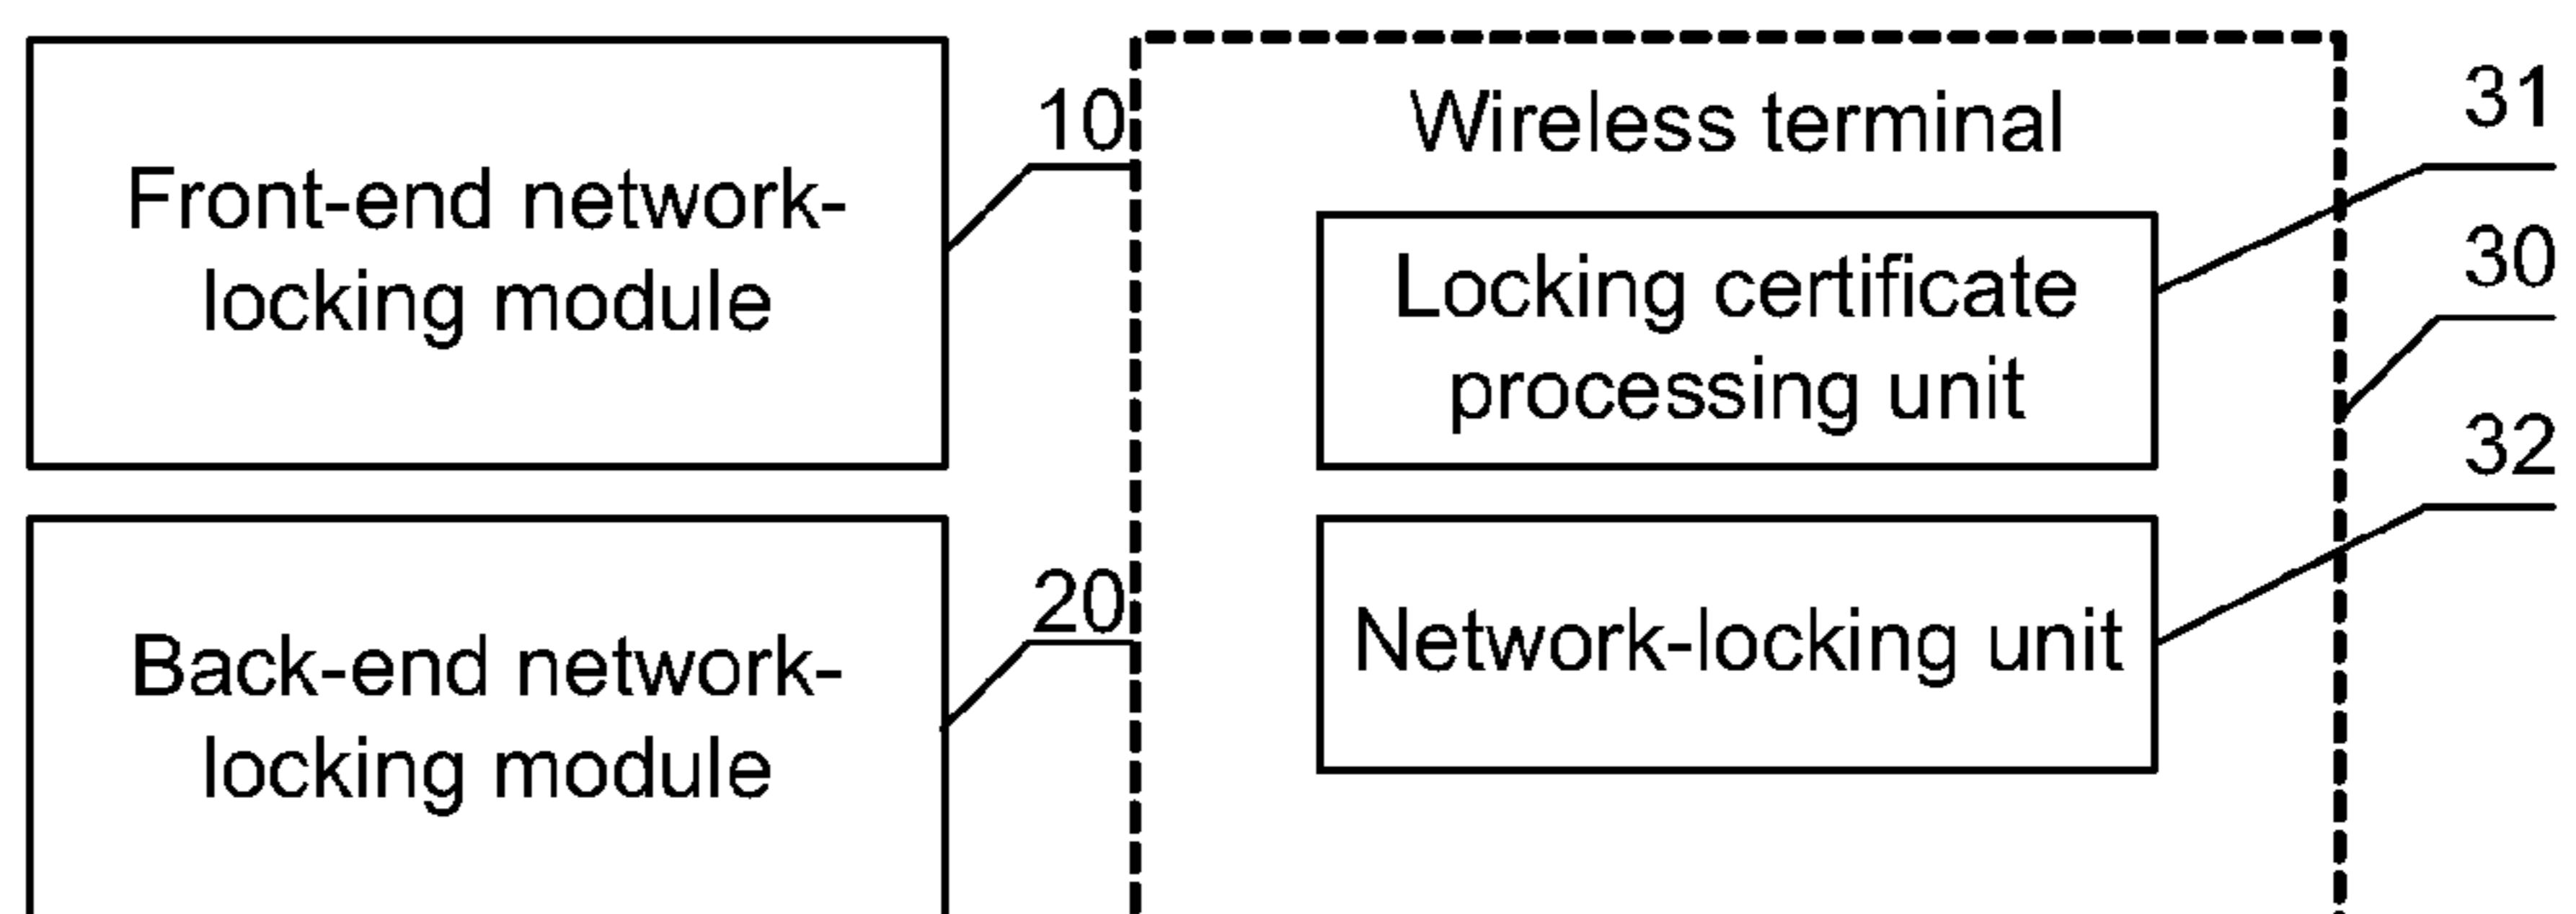 Front-end network-
locking module
10
Back-end network-
locking module
20
Wireless terminal
Locking certificate
processing unit
Network-locking unit
31
30
32